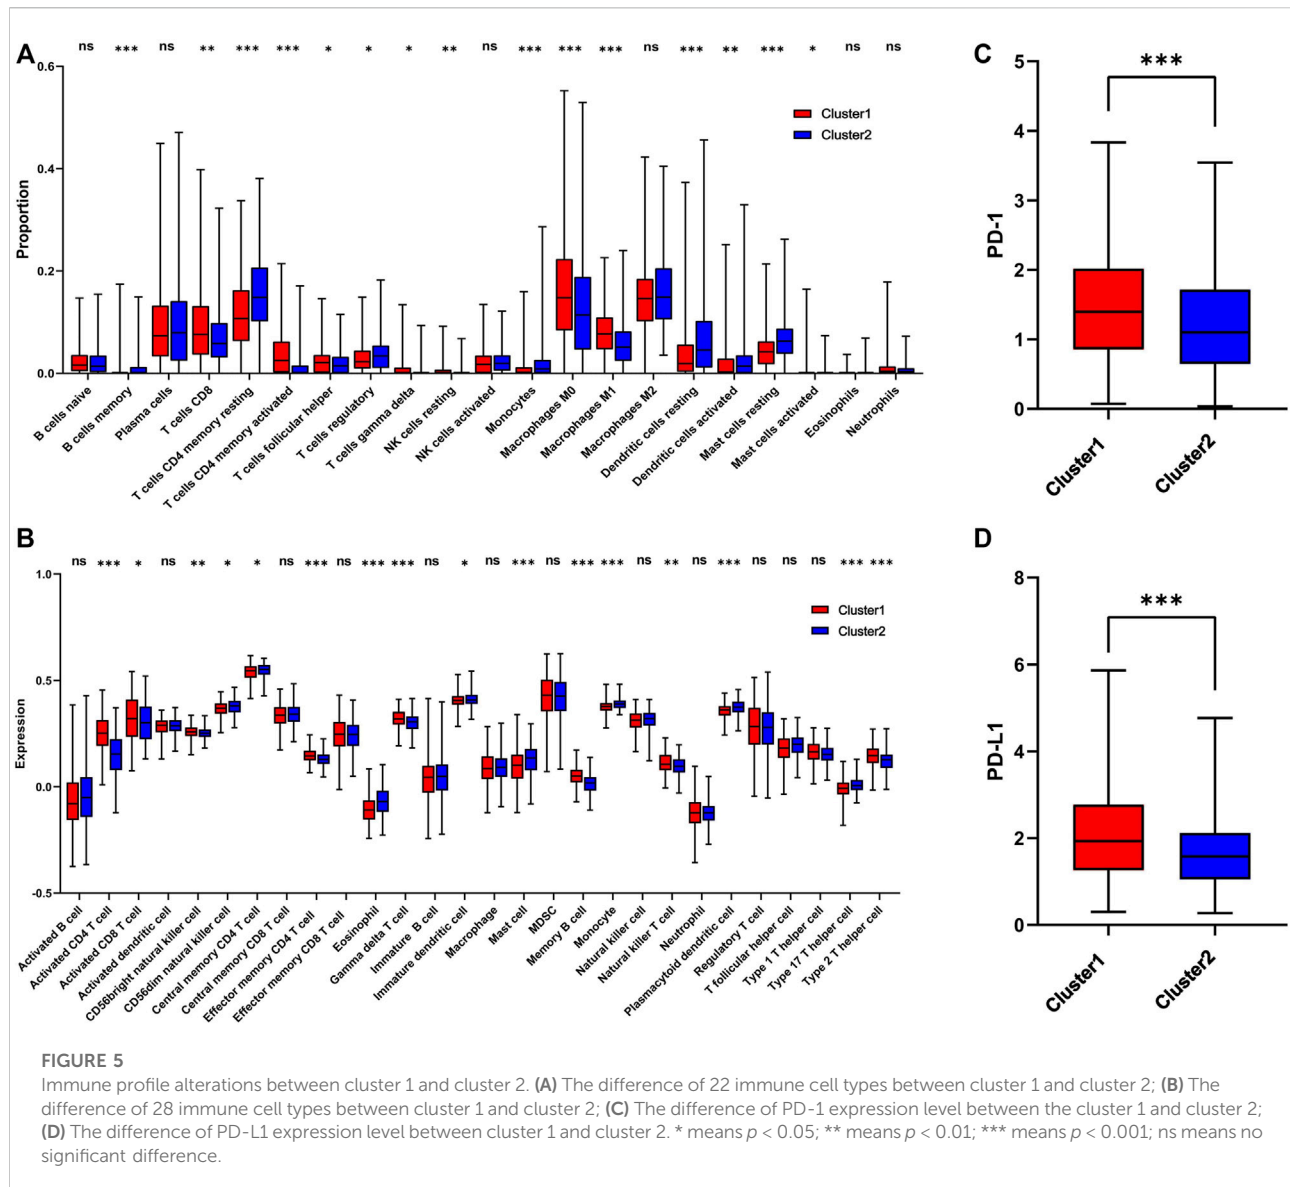 A
ns *** ns ** *** *** * * * ** ns *** *** *** ns *** ** *** * ns ns
0.6
0.4
0.2
0.0
Proportion
Cluster1
Cluster2
B cells naive
B cells memory
Plasma cells
T cells CD8
T cells CD4 memory resting
T cells CD4 memory activated
T cells follicular helper
T cells regulatory
T cells gamma delta
NK cells resting
NK cells activated
Monocytes
Macrophages M0
Macrophages M1
Macrophages M2
Dendritic cells resting
Dendritic cells activated
Mast cells resting
Mast cells activated
Eosinophils
Neutrophils
C
***
5
4
3
2
1
0
PD-1
Cluster1
Cluster2
B
ns *** * ns ** * * ns *** ns *** *** ns * ns *** ns *** *** ns ** ns *** ns ns ns *** ***
1.0
0.5
0.0
-0.5
Expression
Cluster1
Cluster2
Activated B cell
Activated CD4 T cell
Activated CD8 T cell
Activated dendritic cell
CD56bright natural killer cell
CD56dim natural killer cell
Central memory CD4 T cell
Central memory CD8 T cell
Effector memory CD4 T cell
Effector memory CD8 T cell
Eosinophil
Gamma delta T cell
Immature B cell
Immature dendritic cell
Macrophage
Mast cell
MDSC
Memory B cell
Monocyte
Natural killer cell
Natural killer T cell
Neutrophil
Plasmacytoid dendritic cell
Regulatory T cell
T follicular helper cell
Type 1 T helper cell
Type 17 T helper cell
Type 2 T helper cell
D
***
8
6
4
2
0
PD-L1
Cluster1
Cluster2
FIGURE 5
Immune profile alterations between cluster 1 and cluster 2. (A) The difference of 22 immune cell types between cluster 1 and cluster 2; (B) The
difference of 28 immune cell types between cluster 1 and cluster 2; (C) The difference of PD-1 expression level between the cluster 1 and cluster 2;
(D) The difference of PD-L1 expression level between cluster 1 and cluster 2. * means p < 0.05; ** means p < 0.01; *** means p < 0.001; ns means no
significant difference.